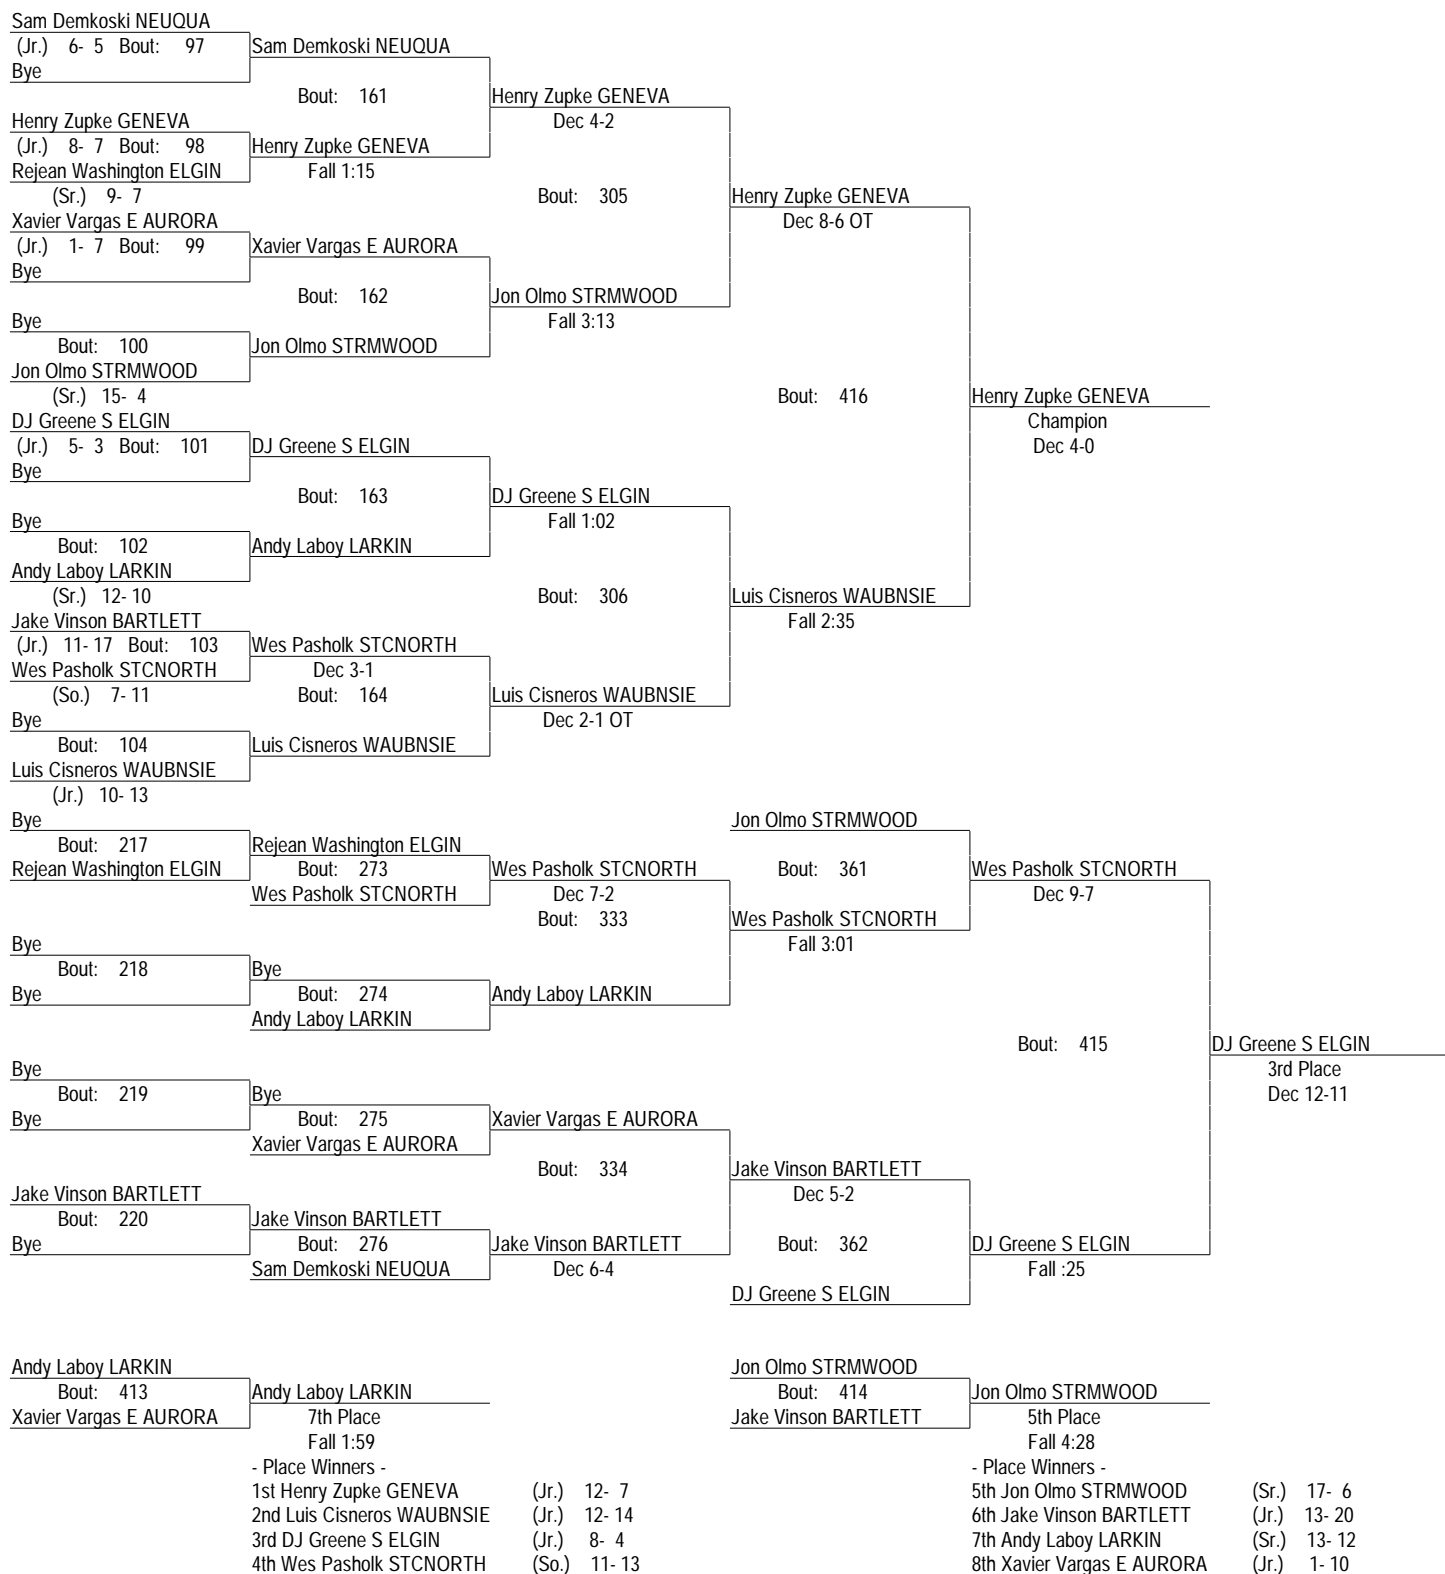 Sam Demkoski NEUQUA
(Jr.) 6- 5 Bout: 97 Sam Demkoski NEUQUA
Bye
Bout: 161 Henry Zupke GENEVA
Henry Zupke GENEVA Dec 4-2
(Jr.) 8- 7 Bout: 98 Henry Zupke GENEVA
Rejean Washington ELGIN Fall 1:15
(Sr.) 9- 7 Bout: 305 Henry Zupke GENEVA
Xavier Vargas E AURORA Dec 8-6 OT
(Jr.) 1- 7 Bout: 99 Xavier Vargas E AURORA
Bye
Bout: 162 Jon Olmo STRMWOOD
Bye Fall 3:13
Bout: 100 Jon Olmo STRMWOOD
Jon Olmo STRMWOOD
(Sr.) 15- 4 Bout: 416 Henry Zupke GENEVA
DJ Greene S ELGIN Champion
(Jr.) 5- 3 Bout: 101 DJ Greene S ELGIN Dec 4-0
Bye
Bout: 163 DJ Greene S ELGIN
Bye Fall 1:02
Bout: 102 Andy Laboy LARKIN
Andy Laboy LARKIN
(Sr.) 12- 10 Bout: 306 Luis Cisneros WAUBNSIE
Jake Vinson BARTLETT Fall 2:35
(Jr.) 11- 17 Bout: 103 Wes Pasholk STCNORTH
Wes Pasholk STCNORTH Dec 3-1
(So.) 7- 11 Bout: 164 Luis Cisneros WAUBNSIE
Bye Dec 2-1 OT
Bout: 104 Luis Cisneros WAUBNSIE
Luis Cisneros WAUBNSIE
(Jr.) 10- 13
Bye Jon Olmo STRMWOOD
Bout: 217 Rejean Washington ELGIN
Rejean Washington ELGIN Bout: 273 Wes Pasholk STCNORTH Bout: 361 Wes Pasholk STCNORTH
Wes Pasholk STCNORTH Dec 7-2 Dec 9-7
Bout: 333 Wes Pasholk STCNORTH
Bye Fall 3:01
Bout: 218 Bye
Bye Bout: 274 Andy Laboy LARKIN
Andy Laboy LARKIN
Bout: 415 DJ Greene S ELGIN
Bye 3rd Place
Bout: 219 Bye Dec 12-11
Bye Bout: 275 Xavier Vargas E AURORA
Xavier Vargas E AURORA
Bout: 334 Jake Vinson BARTLETT
Jake Vinson BARTLETT Dec 5-2
Bout: 220 Jake Vinson BARTLETT
Bye Bout: 276 Jake Vinson BARTLETT Bout: 362 DJ Greene S ELGIN
Sam Demkoski NEUQUA Dec 6-4 Fall :25
DJ Greene S ELGIN
Andy Laboy LARKIN Jon Olmo STRMWOOD
Bout: 413 Andy Laboy LARKIN Bout: 414 Jon Olmo STRMWOOD
Xavier Vargas E AURORA 7th Place Jake Vinson BARTLETT 5th Place
Fall 1:59 Fall 4:28
- Place Winners - - Place Winners -
1st Henry Zupke GENEVA (Jr.) 12- 7 5th Jon Olmo STRMWOOD (Sr.) 17- 6
2nd Luis Cisneros WAUBNSIE (Jr.) 12- 14 6th Jake Vinson BARTLETT (Jr.) 13- 20
3rd DJ Greene S ELGIN (Jr.) 8- 4 7th Andy Laboy LARKIN (Sr.) 13- 12
4th Wes Pasholk STCNORTH (So.) 11- 13 8th Xavier Vargas E AURORA (Jr.) 1- 10